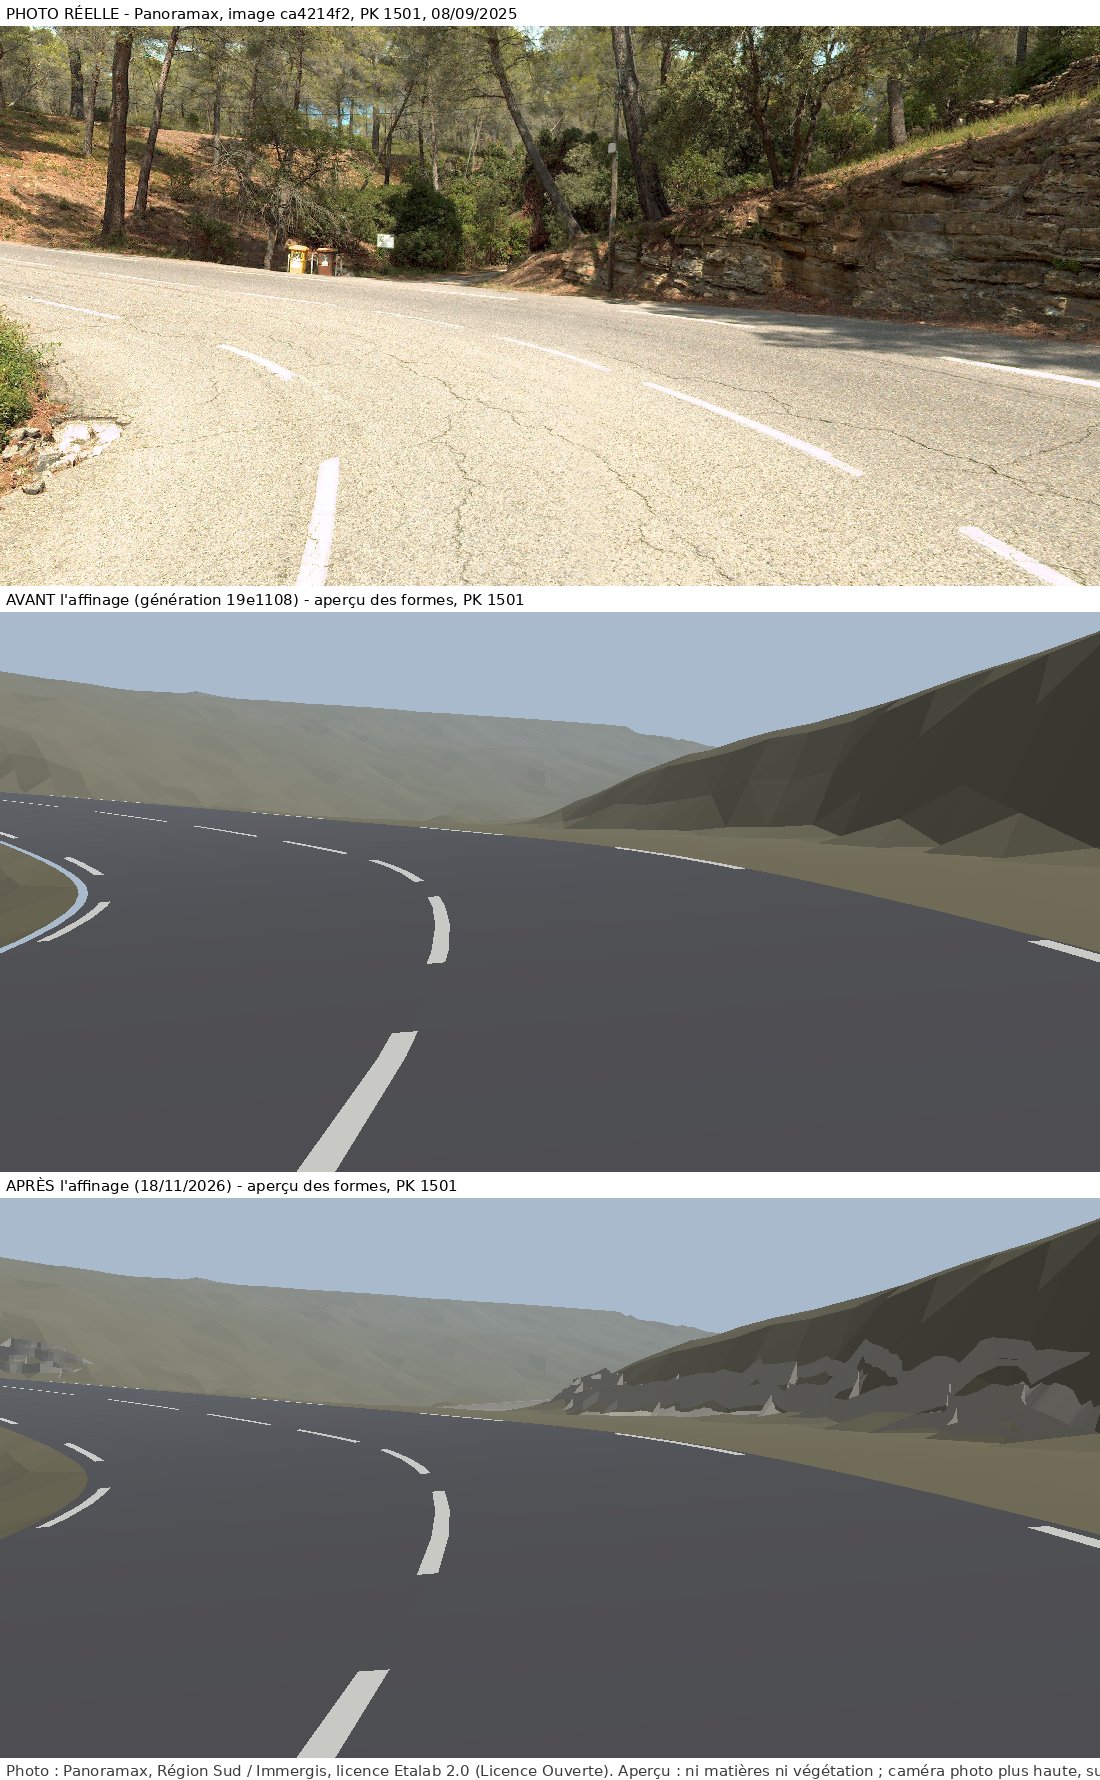 PHOTO RÉELLE - Panoramax, image ca4214f2, PK 1501, 08/09/2025
AVANT l'affinage (génération 19e1108) - aperçu des formes, PK 1501
APRÈS l'affinage (18/11/2026) - aperçu des formes, PK 1501
Photo : Panoramax, Région Sud / Immergis, licence Etalab 2.0 (Licence Ouverte). Aperçu : ni matières ni végétation ; caméra photo plus haute, su